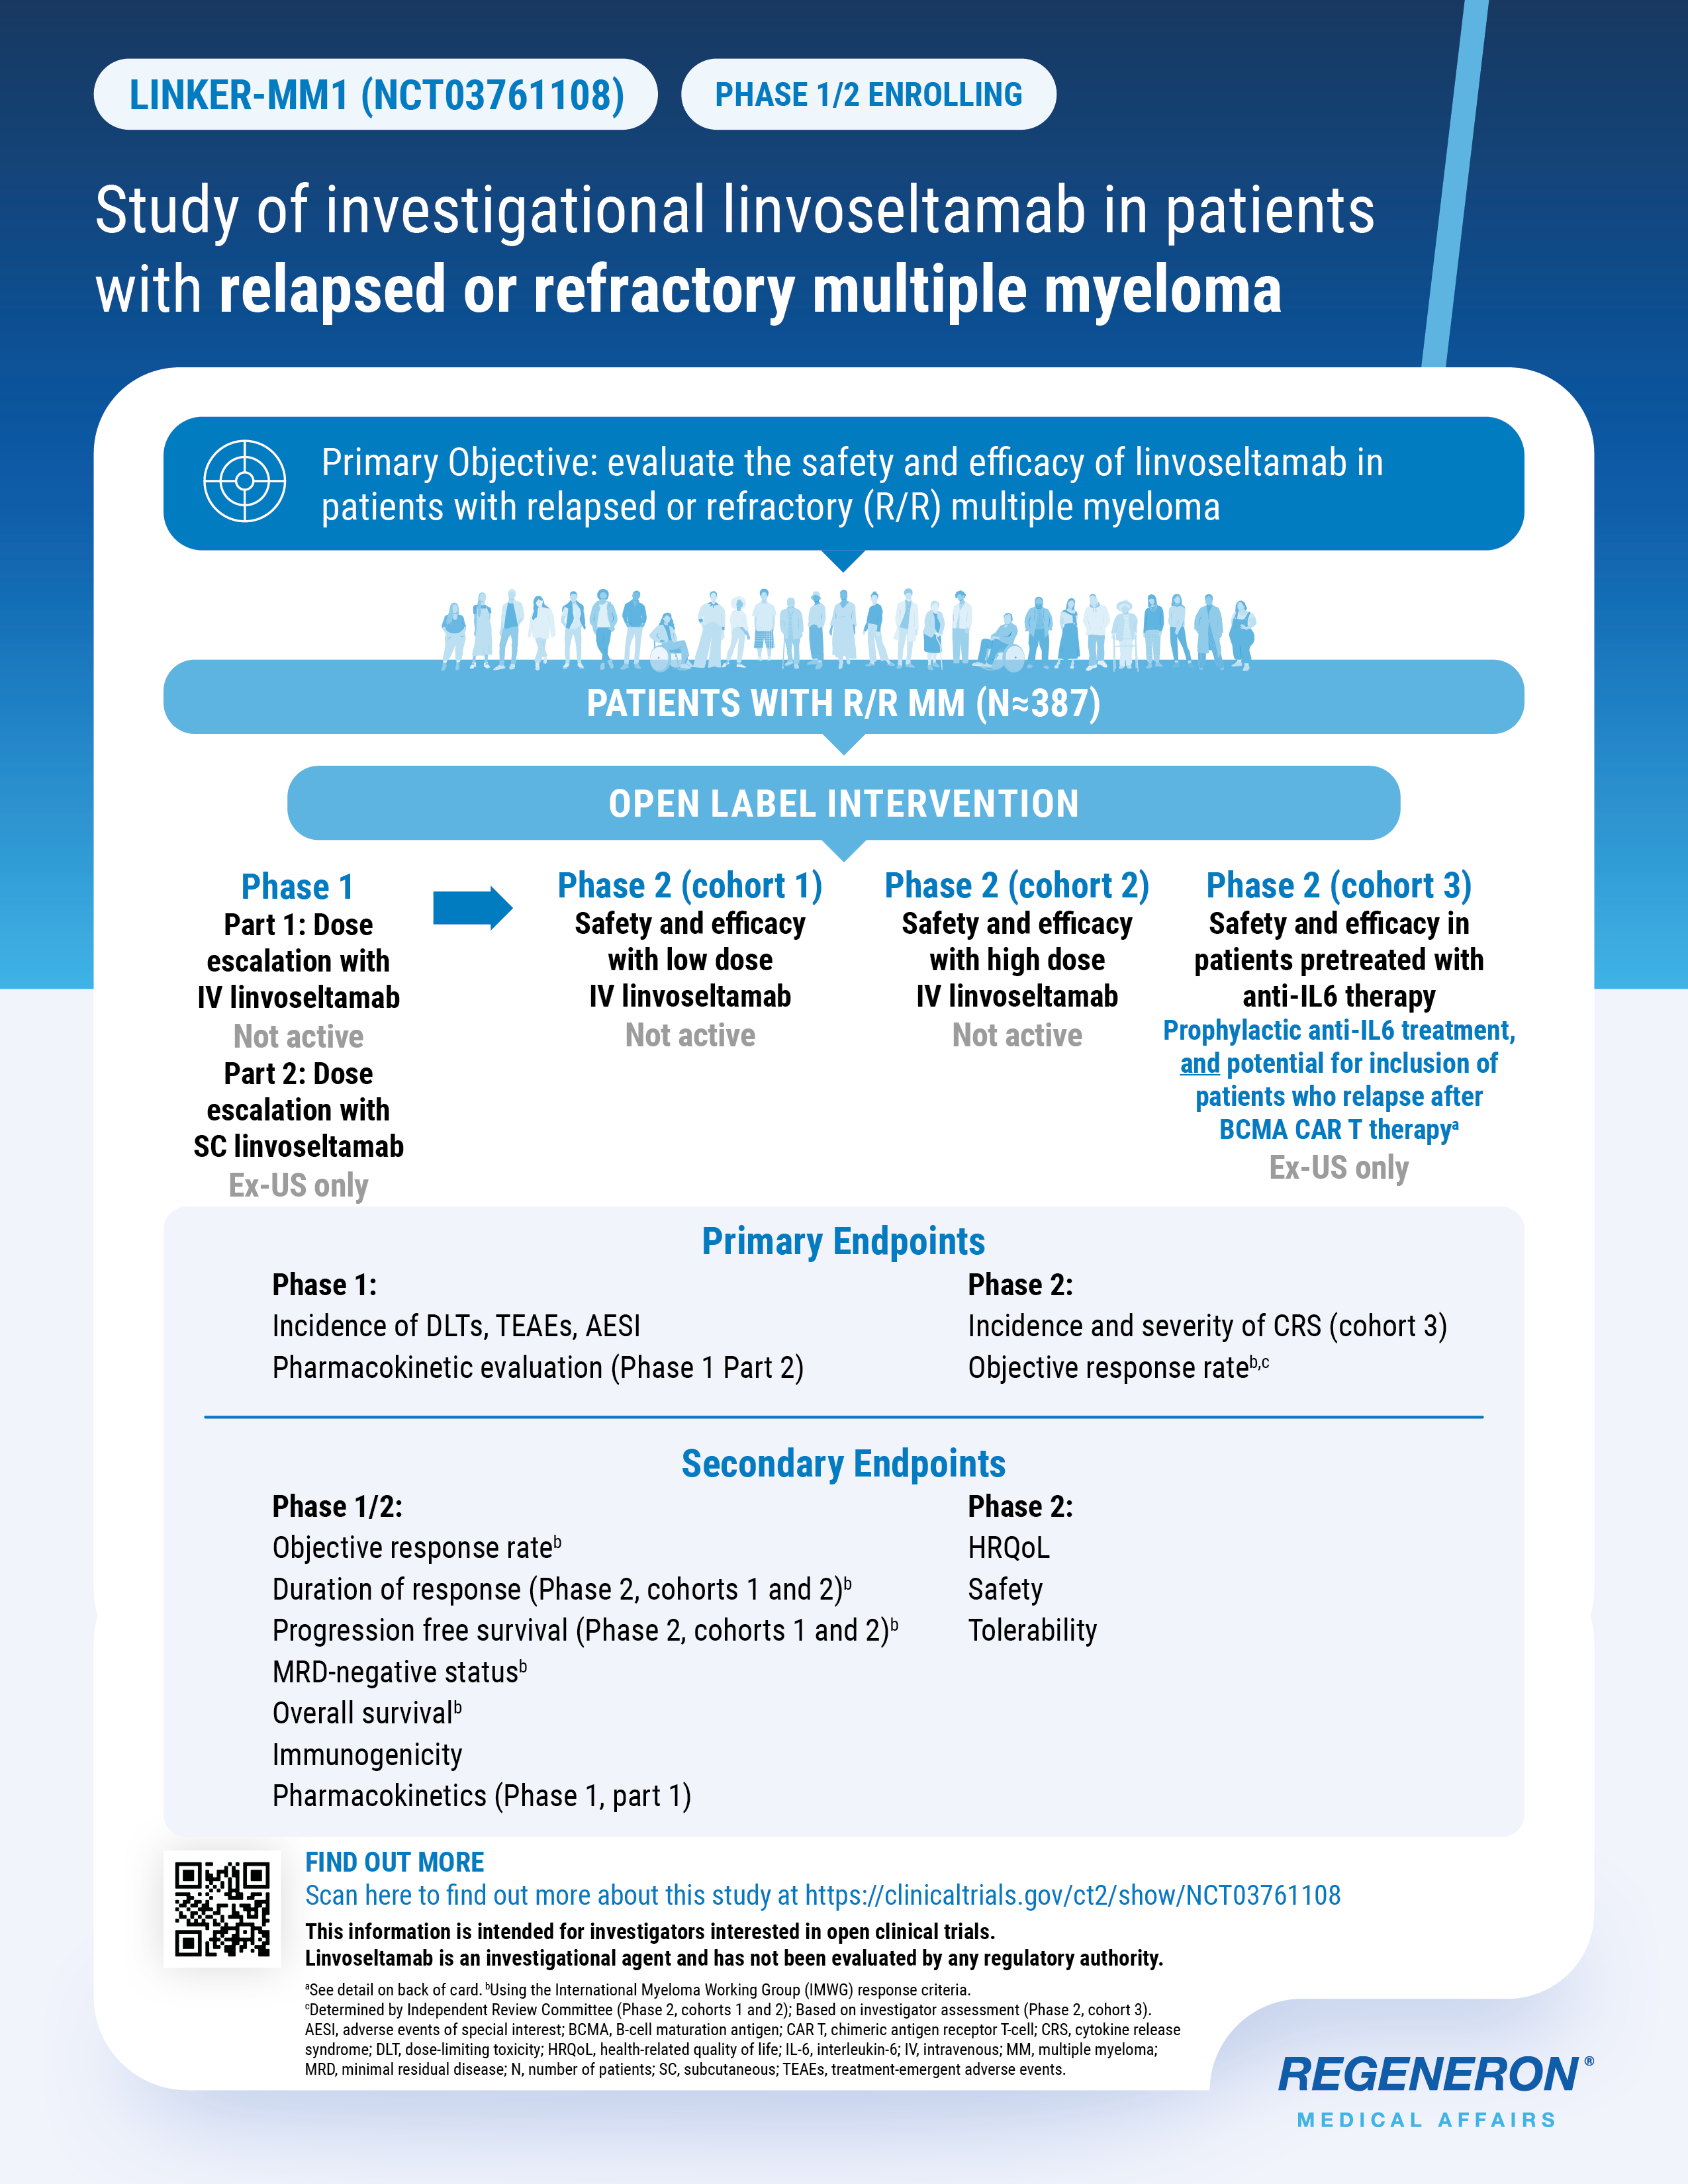 LINKER-MM1 (NCT03761108)
PHASE 1/2 ENROLLING
Study of investigational linvoseltamab in patients
with relapsed or refractory multiple myeloma
Primary Objective: evaluate the safety and efficacy of linvoseltamab in
patients with relapsed or refractory (R/R) multiple myeloma
PATIENTS WITH R/R MM (N≈387)
OPEN LABEL INTERVENTION
Phase 1
Part 1: Dose
escalation with
IV linvoseltamab
Not active
Part 2: Dose
escalation with
SC linvoseltamab
Ex-US only
Phase 2 (cohort 1)
Safety and efficacy
with low dose
IV linvoseltamab
Not active
Phase 2 (cohort 2)
Safety and efficacy
with high dose
IV linvoseltamab
Not active
Phase 2 (cohort 3)
Safety and efficacy in
patients pretreated with
anti-IL6 therapy
Prophylactic anti-IL6 treatment,
and potential for inclusion of
patients who relapse after
BCMA CAR T therapyᵃ
Ex-US only
Primary Endpoints
Phase 1:
Incidence of DLTs, TEAEs, AESI
Pharmacokinetic evaluation (Phase 1 Part 2)
Phase 2:
Incidence and severity of CRS (cohort 3)
Objective response rateᵇ,ᶜ
Secondary Endpoints
Phase 1/2:
Objective response rateᵇ
Duration of response (Phase 2, cohorts 1 and 2)ᵇ
Progression free survival (Phase 2, cohorts 1 and 2)ᵇ
MRD-negative statusᵇ
Overall survivalᵇ
Immunogenicity
Pharmacokinetics (Phase 1, part 1)
Phase 2:
HRQoL
Safety
Tolerability
FIND OUT MORE
Scan here to find out more about this study at https://clinicaltrials.gov/ct2/show/NCT03761108
This information is intended for investigators interested in open clinical trials.
Linvoseltamab is an investigational agent and has not been evaluated by any regulatory authority.
ᵃSee detail on back of card. ᵇUsing the International Myeloma Working Group (IMWG) response criteria.
ᶜDetermined by Independent Review Committee (Phase 2, cohorts 1 and 2); Based on investigator assessment (Phase 2, cohort 3).
AESI, adverse events of special interest; BCMA, B-cell maturation antigen; CAR T, chimeric antigen receptor T-cell; CRS, cytokine release
syndrome; DLT, dose-limiting toxicity; HRQoL, health-related quality of life; IL-6, interleukin-6; IV, intravenous; MM, multiple myeloma;
MRD, minimal residual disease; N, number of patients; SC, subcutaneous; TEAEs, treatment-emergent adverse events.
REGENERON®
MEDICAL AFFAIRS